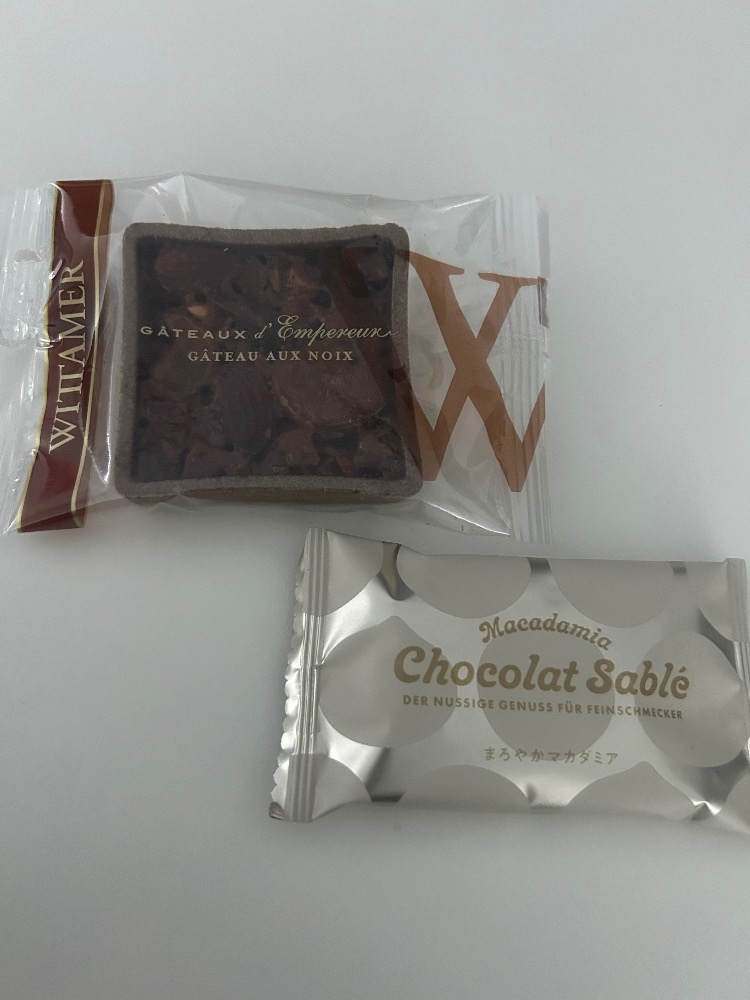 WITTAMER
GÂTEAUX d'Empereur
GÂTEAU AUX NOIX
W
Macadamia
Chocolat Sablé
DER NUSSIGE GENUSS FÜR FEINSCHMECKER
まろやかマカダミア